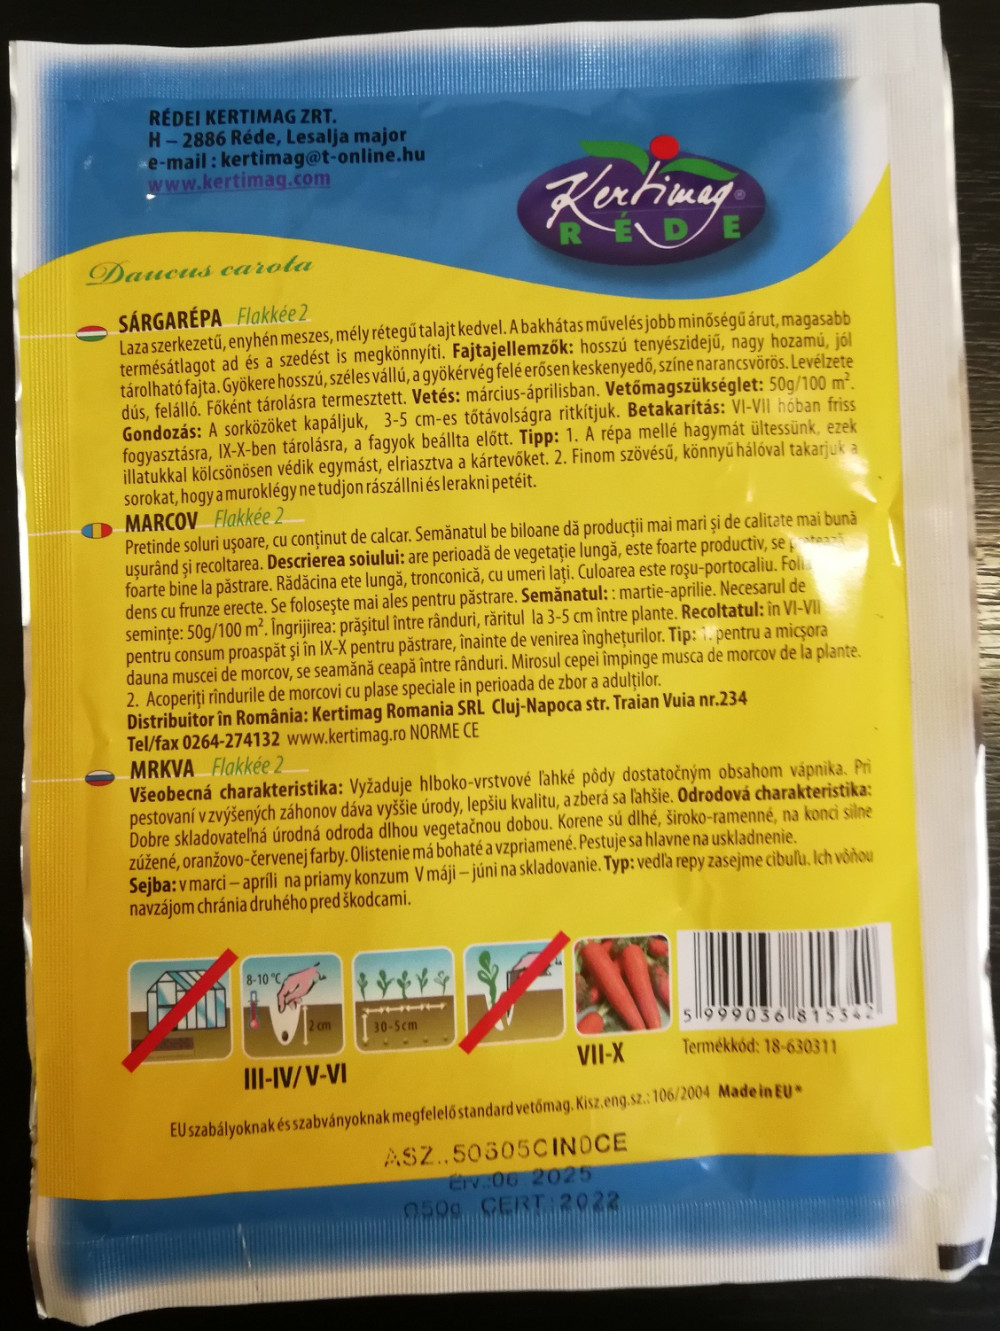 RÉDEI KERTIMAG ZRT.
H – 2886 Réde, Lesalja major
e-mail : kertimag@t-online.hu
www.kertimag.com
Kertimag®
RÉDE
Daucus carota
SÁRGARÉPA Flakkée 2
Laza szerkezetű, enyhén meszes, mély rétegű talajt kedvel. A bakhátas művelés jobb minőségű árut, magasabb
termésátlagot ad és a szedést is megkönnyíti. Fajtajellemzők: hosszú tenyészidejű, nagy hozamú, jól
tárolható fajta. Gyökere hosszú, széles vállú, a gyökérvég felé erősen keskenyedő, színe narancsvörös. Levélzete
dús, felálló. Főként tárolásra termesztett. Vetés: március-áprilisban. Vetőmagszükséglet: 50g/100 m².
Gondozás: A sorközöket kapáljuk, 3-5 cm-es tőtávolságra ritkítjuk. Betakarítás: VI-VII hóban friss
fogyasztásra, IX-X-ben tárolásra, a fagyok beállta előtt. Tipp: 1. A répa mellé hagymát ültessünk, ezek
illatukkal kölcsönösen védik egymást, elriasztva a kártevőket. 2. Finom szövésű, könnyű hálóval takarjuk a
sorokat, hogy a muroklégy ne tudjon rászállni és lerakni petéit.
MARCOV Flakkée 2
Pretinde soluri uşoare, cu conţinut de calcar. Semănatul be biloane dă producţii mai mari şi de calitate mai bună
uşurând şi recoltarea. Descrierea soiului: are perioadă de vegetaţie lungă, este foarte productiv, se
foarte bine la păstrare. Rădăcina ete lungă, tronconică, cu umeri laţi. Culoarea este roşu-portocaliu.
dens cu frunze erecte. Se foloseşte mai ales pentru păstrare. Semănatul: : martie-aprilie. Necesarul de
seminţe: 50g/100 m². Îngrijirea: prăşitul între rânduri, răritul la 3-5 cm între plante. Recoltatul: în VI-VII
pentru consum proaspăt şi în IX-X pentru păstrare, înainte de venirea îngheţurilor. Tip: 1. pentru a micşora
dauna muscei de morcov, se seamănă ceapă între rânduri. Mirosul cepei împinge musca de morcov de la plante.
2. Acoperiţi rîndurile de morcovi cu plase speciale in perioada de zbor a adulţilor.
Distribuitor în România: Kertimag Romania SRL Cluj-Napoca str. Traian Vuia nr.234
Tel/fax 0264-274132 www.kertimag.ro NORME CE
MRKVA Flakkée 2
Všeobecná charakteristika: Vyžaduje hlboko-vrstvové ľahké pôdy dostatočným obsahom vápnika. Pri
pestovaní v zvýšených záhonov dáva vyššie úrody, lepšiu kvalitu, a zberá sa ľahšie. Odrodová charakteristika:
Dobre skladovateľná úrodná odroda dlhou vegetačnou dobou. Korene sú dlhé, široko-ramenné, na konci silne
zúžené, oranžovo-červenej farby. Olistenie má bohaté a vzpriamené. Pestuje sa hlavne na uskladnenie.
Sejba: v marci – apríli na priamy konzum V máji – júni na skladovanie. Typ: vedľa repy zasejme cibuľu. Ich vôňou
navzájom chránia druhého pred škodcami.
8-10 °C
2 cm
30-5cm
III-IV/ V-VI
VII-X
5 999036 815342
Termékkód: 18-630311
EU szabályoknak és szabványoknak megfelelő standard vetőmag. Kisz.eng.sz.: 106/2004 Made in EU
ASZ..50305CINOCE
Érv.:06 2025
050g CERT:2022